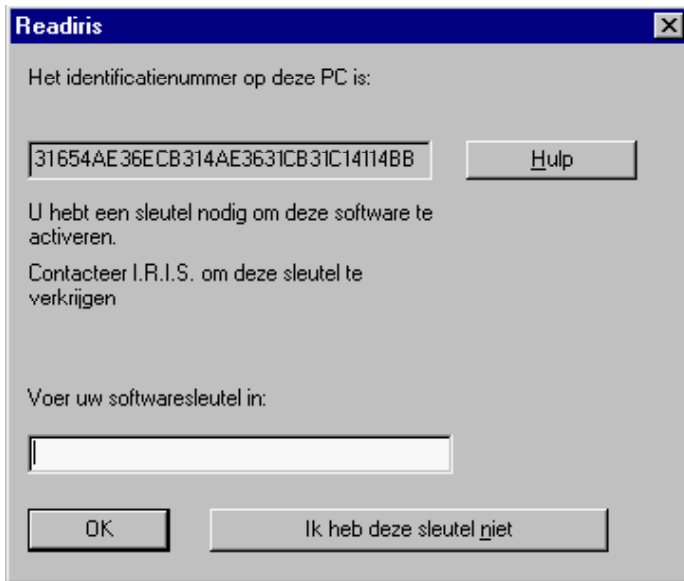 Readiris
Het identificatienummer op deze PC is:
31654AE36ECB314AE3631CB31C14114BB
Hulp
U hebt een sleutel nodig om deze software te
activeren.
Contacteer I.R.I.S. om deze sleutel te
verkrijgen
Voer uw softwaresleutel in:
OK
Ik heb deze sleutel niet